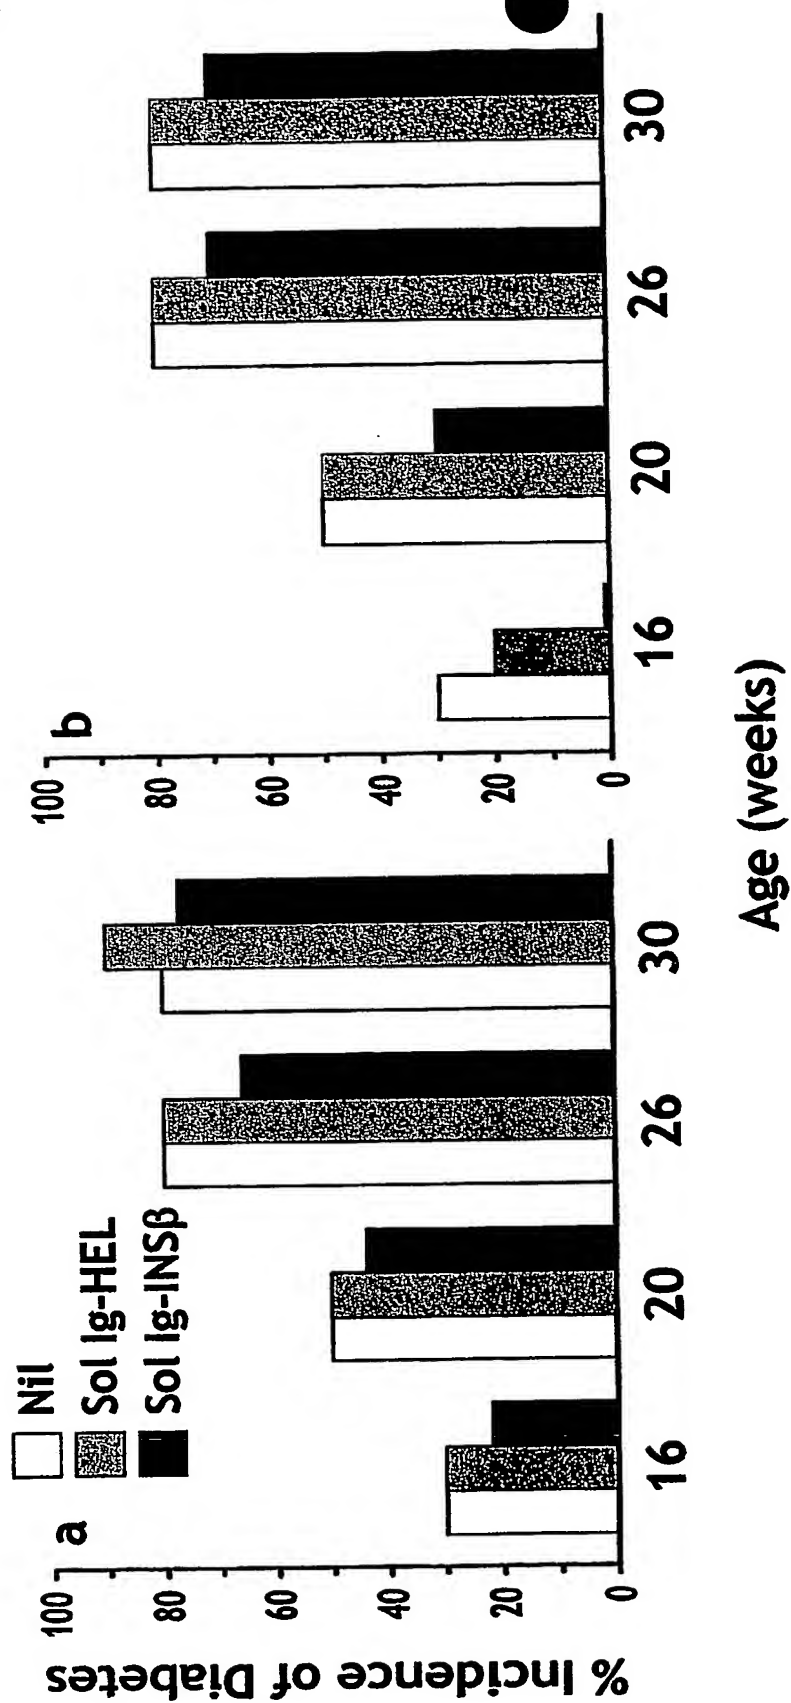 a
Nil
Sol Ig-HEL
Sol Ig-INSβ
% Incidence of Diabetes
100
80
60
40
20
0
16
20
26
30
b
100
80
60
40
20
0
16
20
26
30
Age (weeks)